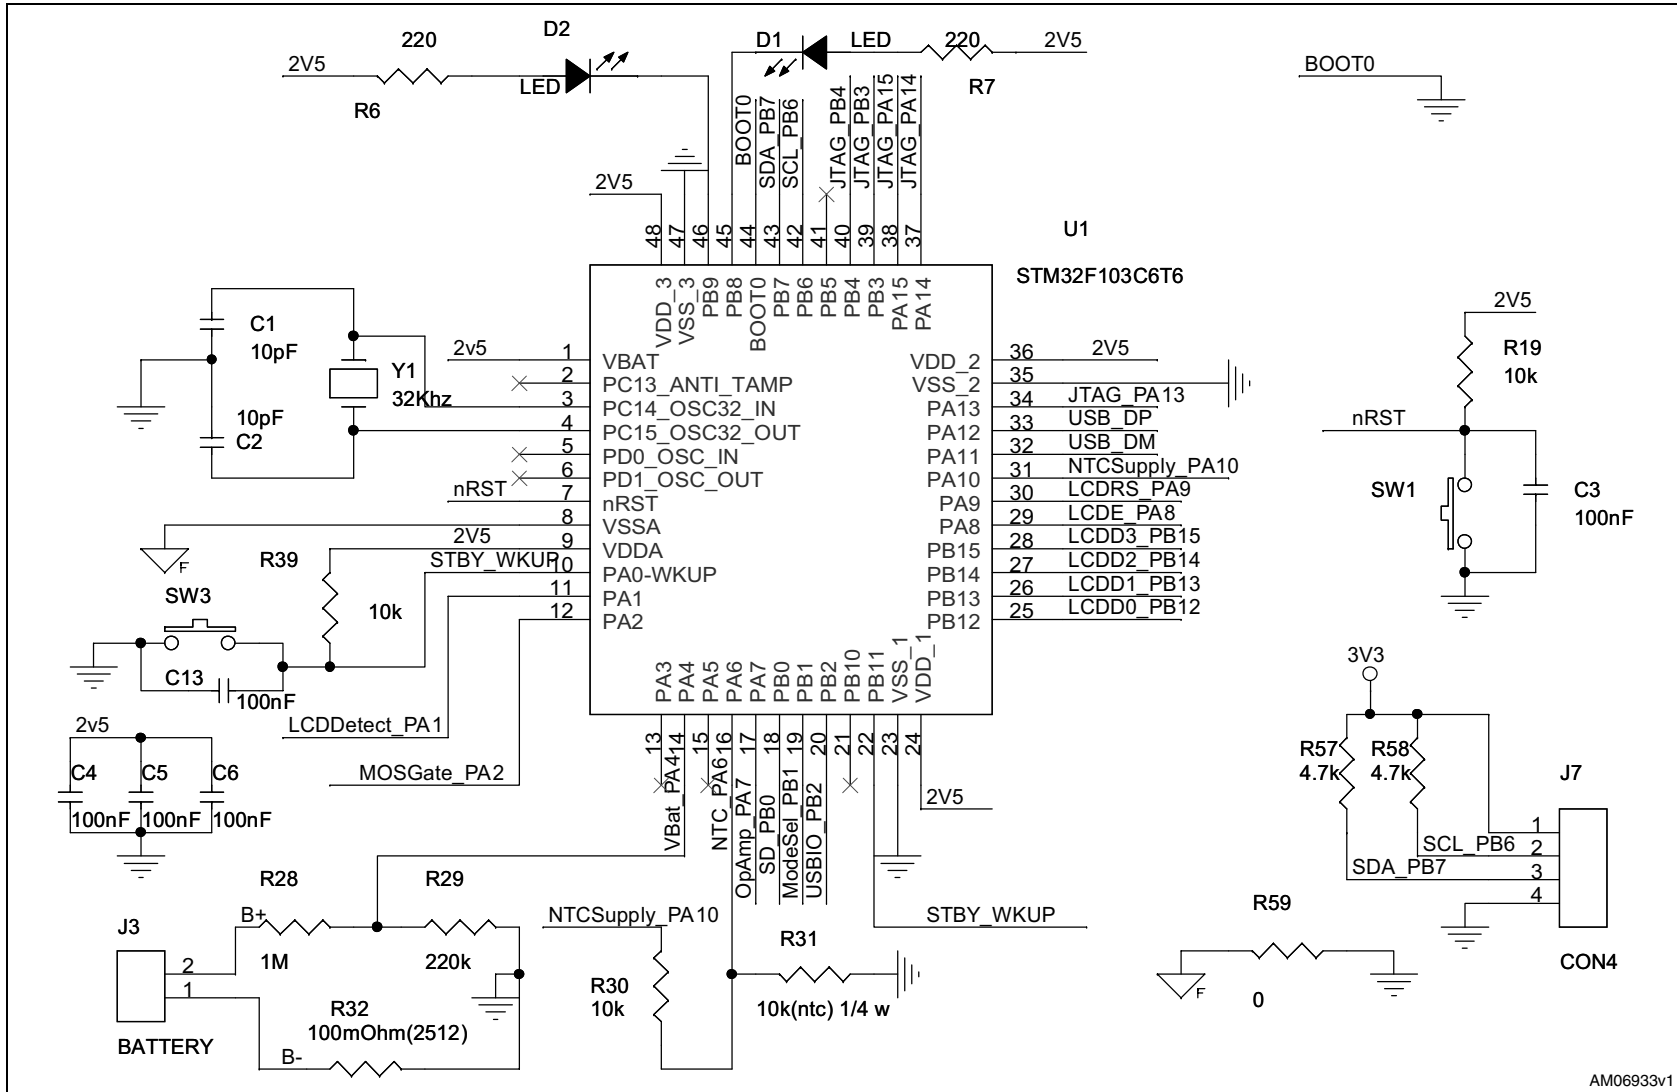 220
D2
D1
LED
220
2V5
2V5
BOOT0
LED
R6
R7
BOOT0
SDA_PB7
SCL_PB6
JTAG_PB4
JTAG_PB3
JTAG_PA15
JTAG_PA14
2V5
48
47
46
45
44
43
42
41
40
39
38
37
U1
STM32F103C6T6
VDD_3
VSS_3
PB9
PB8
BOOT0
PB7
PB6
PB5
PB4
PB3
PA15
PA14
C1
10pF
10pF
C2
Y1
32Khz
2v5
1
VBAT
2
PC13_ANTI_TAMP
3
PC14_OSC32_IN
4
PC15_OSC32_OUT
5
PD0_OSC_IN
6
PD1_OSC_OUT
nRST
7
nRST
8
VSSA
2V5
9
VDDA
STBY_WKUP
10
PA0-WKUP
11
PA1
12
PA2
VDD_2
36
2V5
VSS_2
35
PA13
34
JTAG_PA13
PA12
33
USB_DP
PA11
32
USB_DM
PA10
31
NTCSupply_PA10
PA9
30
LCDRS_PA9
PA8
29
LCDE_PA8
PB15
28
LCDD3_PB15
PB14
27
LCDD2_PB14
PB13
26
LCDD1_PB13
PB12
25
LCDD0_PB12
2V5
R19
10k
nRST
SW1
C3
100nF
F
R39
10k
SW3
C13
100nF
LCDDetect_PA1
MOSGate_PA2
2v5
C4
C5
C6
100nF
100nF
100nF
PA3
PA4
PA5
PA6
PA7
PB0
PB1
PB2
PB10
PB11
VSS_1
VDD_1
13
14
15
16
17
18
19
20
21
22
23
24
VBat_PA4
NTC_PA6
OpAmp_PA7
SD_PB0
ModeSel_PB1
USBIO_PB2
2V5
3V3
R57
4.7k
R58
4.7k
J7
1
SCL_PB6
2
SDA_PB7
3
4
CON4
R28
R29
B+
1M
220k
J3
2
1
BATTERY
R32
100mOhm(2512)
B-
NTCSupply_PA10
R30
10k
R31
10k(ntc) 1/4 w
STBY_WKUP
R59
0
F
AM06933v1